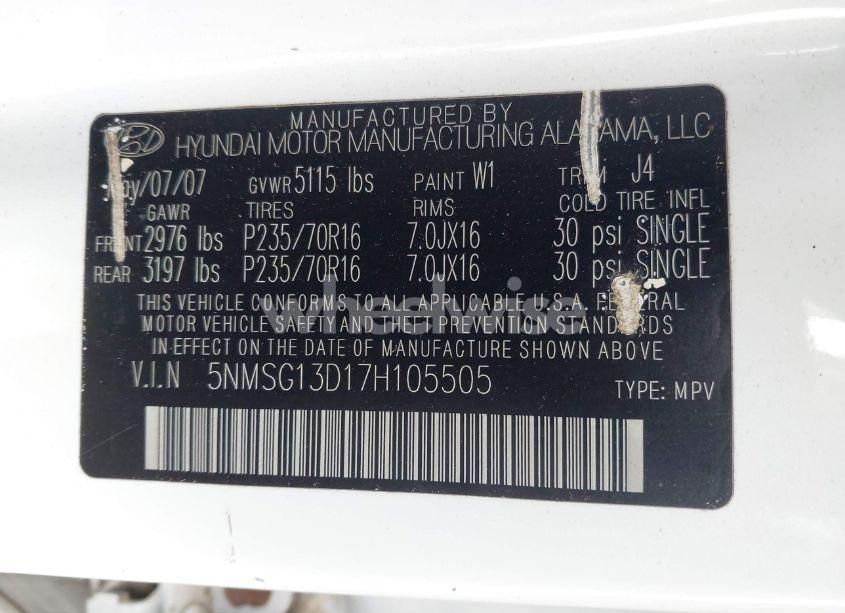 MANUFACTURED BY
HYUNDAI MOTOR MANUFACTURING ALABAMA, LLC
May/07/07 GVWR 5115 lbs PAINT W1 TRIM J4
GAWR TIRES RIMS COLD TIRE INFL
FRONT 2976 lbs P235/70R16 7.0JX16 30 psi SINGLE
REAR 3197 lbs P235/70R16 7.0JX16 30 psi SINGLE
THIS VEHICLE CONFORMS TO ALL APPLICABLE U.S.A. FEDERAL
MOTOR VEHICLE SAFETY AND THEFT PREVENTION STANDARDS
IN EFFECT ON THE DATE OF MANUFACTURE SHOWN ABOVE
V.I.N 5NMSG13D17H105505 TYPE: MPV
wheelwise